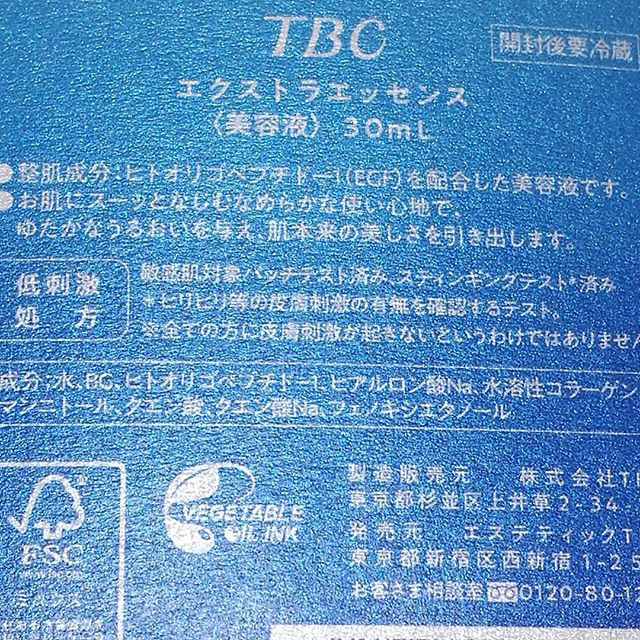 TBC
開封後要冷蔵
エクストラエッセンス
〈美容液〉 30mL
●整肌成分：ヒトオリゴペプチド-1(EGF)を配合した美容液です。
●お肌にスーッとなじむなめらかな使い心地で、
ゆたかなうるおいを与え、肌本来の美しさを引き出します。
低刺激
処方
敏感肌対象パッチテスト済み、スティンギングテスト*済み
*ピリピリ等の皮膚刺激の有無を確認するテスト。
※全ての方に皮膚刺激が起きないというわけではありません
成分：水、BG、ヒトオリゴペプチド-1、ヒアルロン酸Na、水溶性コラーゲン
マンニトール、クエン酸、クエン酸Na、フェノキシエタノール
FSC
VEGETABLE
OIL INK
製造販売元 株式会社T
東京都杉並区上井草2-34-
発売元 エステティックT
東京都新宿区西新宿1-25
お客さま相談室 0120-80-1